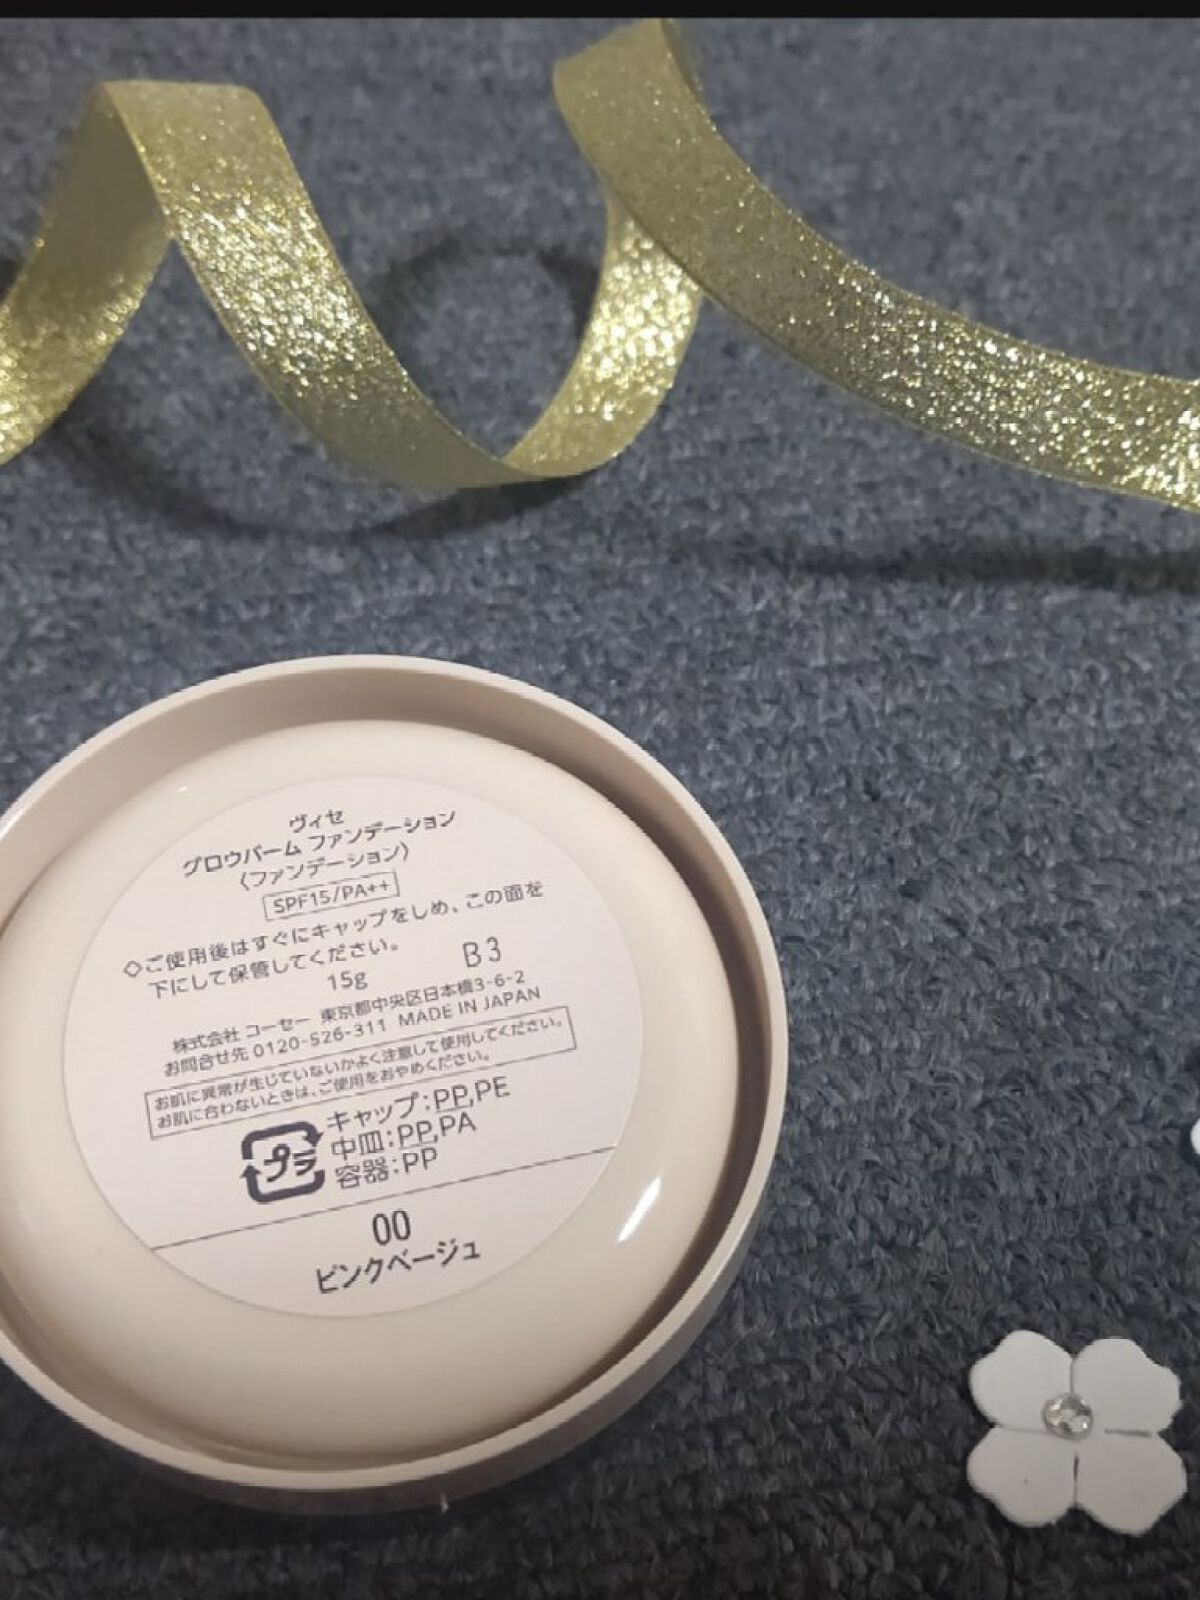 ヴィセ
グロウバーム ファンデーション
〈ファンデーション〉
SPF15/PA++
◇ご使用後はすぐにキャップをしめ、この面を
下にして保管してください。
15g B3
株式会社 コーセー 東京都中央区日本橋3-6-2
お問合せ先 0120-526-311 MADE IN JAPAN
お肌に異常が生じていないかよく注意して使用してください。
お肌に合わないときは、ご使用をおやめください。
プラ
キャップ:PP,PE
中皿:PP,PA
容器:PP
00
ピンクベージュ